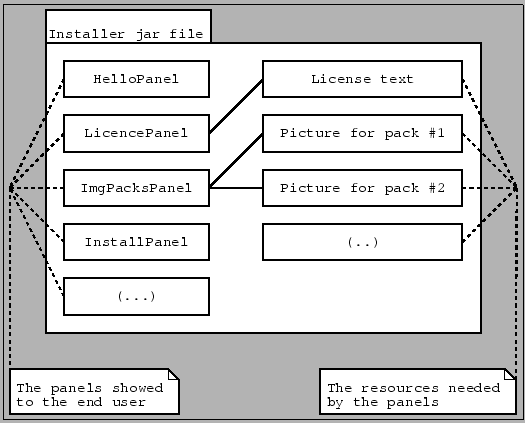 Installer jar file
HelloPanel
License text
LicencePanel
Picture for pack #1
ImgPacksPanel
Picture for pack #2
InstallPanel
(..)
(...)
The panels showed
to the end user
The resources needed
by the panels